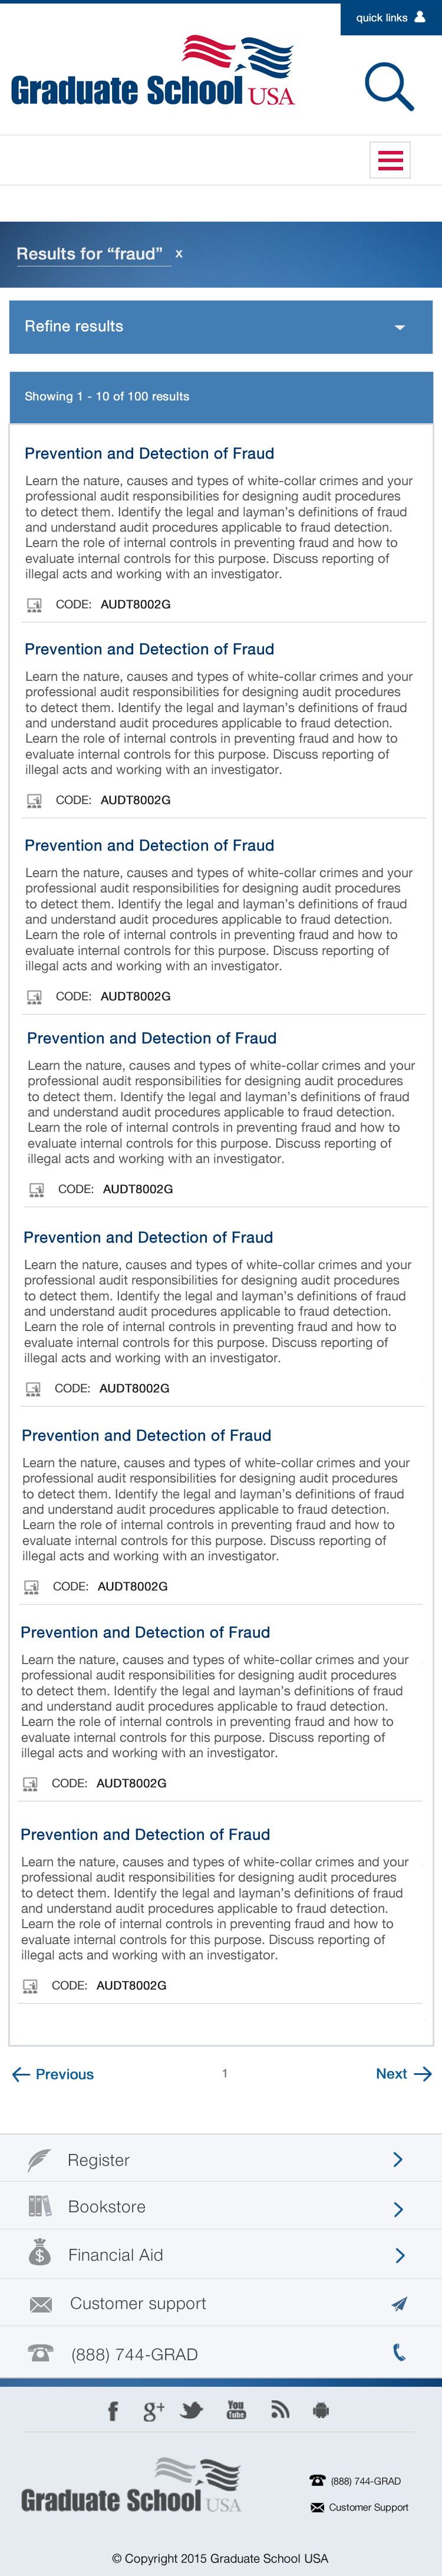 quick links
Graduate School USA
Results for “fraud” x
Refine results
Showing 1 - 10 of 100 results
Prevention and Detection of Fraud
Learn the nature, causes and types of white-collar crimes and your
professional audit responsibilities for designing audit procedures
to detect them. Identify the legal and layman’s definitions of fraud
and understand audit procedures applicable to fraud detection.
Learn the role of internal controls in preventing fraud and how to
evaluate internal controls for this purpose. Discuss reporting of
illegal acts and working with an investigator.
CODE: AUDT8002G
Prevention and Detection of Fraud
Learn the nature, causes and types of white-collar crimes and your
professional audit responsibilities for designing audit procedures
to detect them. Identify the legal and layman’s definitions of fraud
and understand audit procedures applicable to fraud detection.
Learn the role of internal controls in preventing fraud and how to
evaluate internal controls for this purpose. Discuss reporting of
illegal acts and working with an investigator.
CODE: AUDT8002G
Prevention and Detection of Fraud
Learn the nature, causes and types of white-collar crimes and your
professional audit responsibilities for designing audit procedures
to detect them. Identify the legal and layman’s definitions of fraud
and understand audit procedures applicable to fraud detection.
Learn the role of internal controls in preventing fraud and how to
evaluate internal controls for this purpose. Discuss reporting of
illegal acts and working with an investigator.
CODE: AUDT8002G
Prevention and Detection of Fraud
Learn the nature, causes and types of white-collar crimes and your
professional audit responsibilities for designing audit procedures
to detect them. Identify the legal and layman’s definitions of fraud
and understand audit procedures applicable to fraud detection.
Learn the role of internal controls in preventing fraud and how to
evaluate internal controls for this purpose. Discuss reporting of
illegal acts and working with an investigator.
CODE: AUDT8002G
Prevention and Detection of Fraud
Learn the nature, causes and types of white-collar crimes and your
professional audit responsibilities for designing audit procedures
to detect them. Identify the legal and layman’s definitions of fraud
and understand audit procedures applicable to fraud detection.
Learn the role of internal controls in preventing fraud and how to
evaluate internal controls for this purpose. Discuss reporting of
illegal acts and working with an investigator.
CODE: AUDT8002G
Prevention and Detection of Fraud
Learn the nature, causes and types of white-collar crimes and your
professional audit responsibilities for designing audit procedures
to detect them. Identify the legal and layman’s definitions of fraud
and understand audit procedures applicable to fraud detection.
Learn the role of internal controls in preventing fraud and how to
evaluate internal controls for this purpose. Discuss reporting of
illegal acts and working with an investigator.
CODE: AUDT8002G
Prevention and Detection of Fraud
Learn the nature, causes and types of white-collar crimes and your
professional audit responsibilities for designing audit procedures
to detect them. Identify the legal and layman’s definitions of fraud
and understand audit procedures applicable to fraud detection.
Learn the role of internal controls in preventing fraud and how to
evaluate internal controls for this purpose. Discuss reporting of
illegal acts and working with an investigator.
CODE: AUDT8002G
Prevention and Detection of Fraud
Learn the nature, causes and types of white-collar crimes and your
professional audit responsibilities for designing audit procedures
to detect them. Identify the legal and layman’s definitions of fraud
and understand audit procedures applicable to fraud detection.
Learn the role of internal controls in preventing fraud and how to
evaluate internal controls for this purpose. Discuss reporting of
illegal acts and working with an investigator.
CODE: AUDT8002G
Previous 1 Next
Register
Bookstore
Financial Aid
Customer support
(888) 744-GRAD
f g+ You Tube
Graduate School USA
(888) 744-GRAD
Customer Support
© Copyright 2015 Graduate School USA